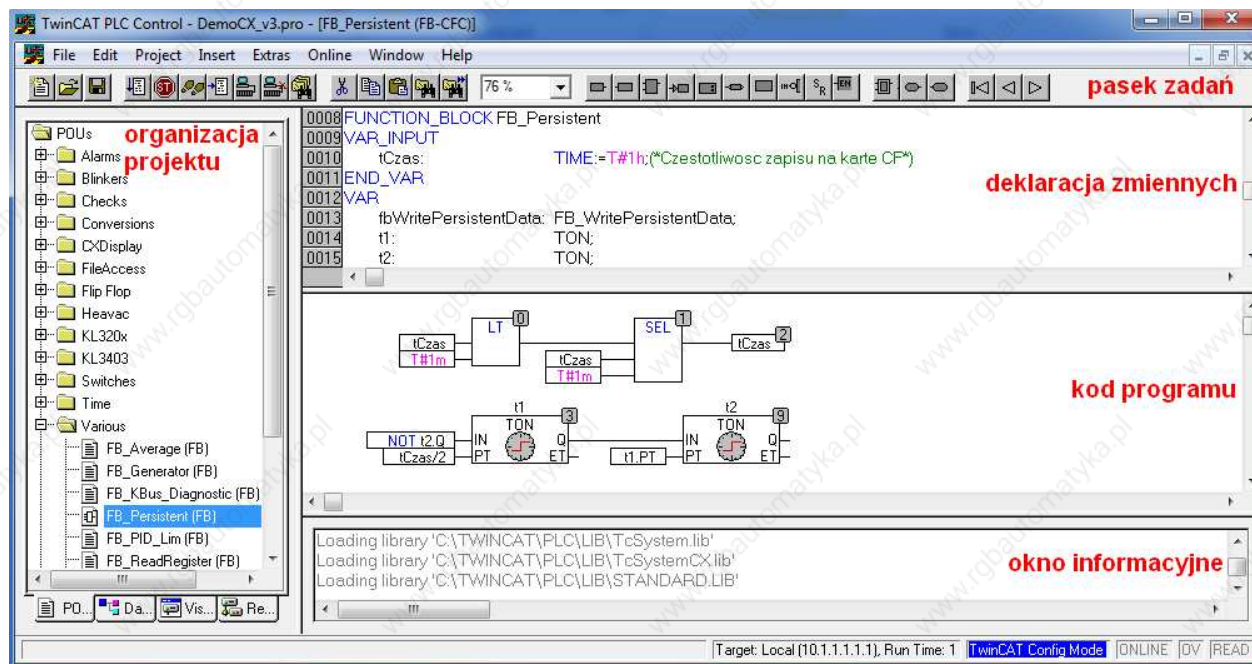 TwinCAT PLC Control - DemoCX_v3.pro - [FB_Persistent (FB-CFC)]
File Edit Project Insert Extras Online Window Help
76 %
pasek zadań
organizacja
projektu
POUs
Alarms
Blinkers
Checks
Conversions
CXDisplay
FileAccess
Flip Flop
Heavac
KL320x
KL3403
Switches
Time
Various
FB_Average (FB)
FB_Generator (FB)
FB_KBus_Diagnostic (FB)
FB_Persistent (FB)
FB_PID_Lim (FB)
FB_ReadRegister (FB)
PO... Da... Vis... Re...
0008 FUNCTION_BLOCK FB_Persistent
0009 VAR_INPUT
0010 tCzas: TIME:=T#1h;(*Czestotliwosc zapisu na karte CF*)
0011 END_VAR
0012 VAR
0013 fbWritePersistentData: FB_WritePersistentData;
0014 t1: TON;
0015 t2: TON;
deklaracja zmiennych
LT 0
tCzas
T#1m
SEL 1
tCzas
T#1m
tCzas 2
kod programu
t1
TON 3
NOT t2.Q IN Q
tCzas/2 PT ET
t2
TON 9
IN Q
t1.PT PT ET
Loading library 'C:\TWINCAT\PLC\LIB\TcSystem.lib'
Loading library 'C:\TWINCAT\PLC\LIB\TcSystemCX.lib'
Loading library 'C:\TWINCAT\PLC\LIB\STANDARD.LIB'
okno informacyjne
Target: Local (10.1.1.1.1.1), Run Time: 1 TwinCAT Config Mode ONLINE OV READ
www.rgbautomatyka.pl